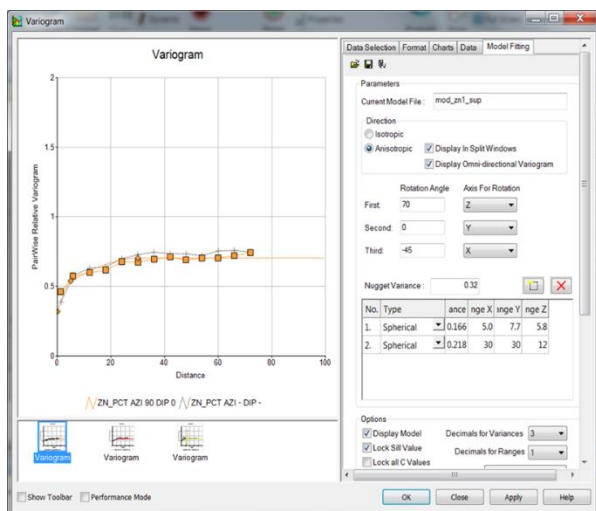 Variogram
Variogram
PairWise Relative Variogram
2
1.5
1
0.5
0
0 20 40 60 80 100
Distance
ZN_PCT AZI 90 DIP 0 ZN_PCT AZI - DIP -
Variogram Variogram Variogram
Show Toolbar Performance Mode
Data Selection Format Charts Data Model Fitting
Parameters
Current Model File : mod_zn1_sup
Direction
Isotropic
Anisotropic Display In Split Windows
Display Omni-directional Variogram
Rotation Angle Axis For Rotation
First: 70 Z
Second: 0 Y
Third: -45 X
Nugget Variance : 0.32
No. Type ance nge X ange Y nge Z
1. Spherical 0.166 5.0 7.7 5.8
2. Spherical 0.218 30 30 12
Options
Display Model Decimals for Variances 3
Lock Sill Value Decimals for Ranges 1
Lock all C Values
OK Close Apply Help